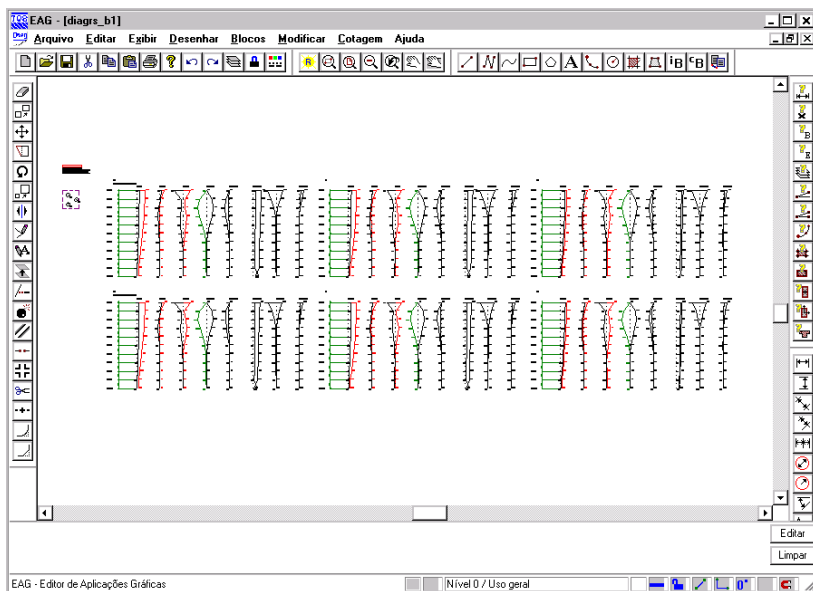 EAG - [diagrs_b1]
Arquivo Editar Exibir Desenhar Blocos Modificar Cotagem Ajuda
Editar
Limpar
EAG - Editor de Aplicações Gráficas
Nível 0 / Uso geral
0°